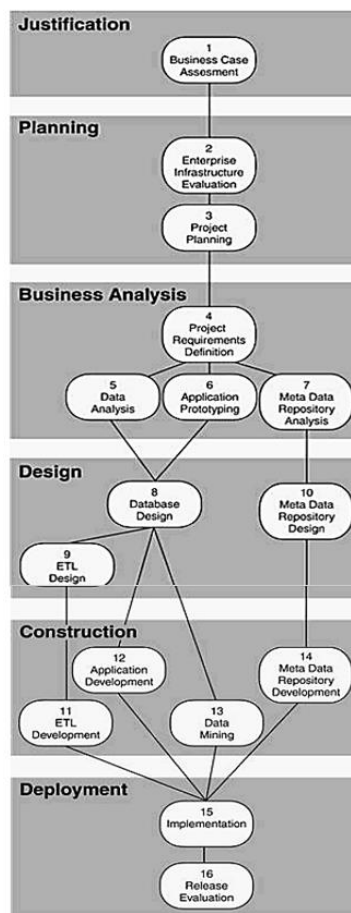 Justification
1
Business Case
Assesment
Planning
2
Enterprise
Infrastructure
Evaluation
3
Project
Planning
Business Analysis
4
Project
Requirements
Definition
5
Data
Analysis
6
Application
Prototyping
7
Meta Data
Repository
Analysis
Design
8
Database
Design
10
Meta Data
Repository
Design
9
ETL
Design
Construction
12
Application
Development
14
Meta Data
Repository
Development
11
ETL
Development
13
Data
Mining
Deployment
15
Implementation
16
Release
Evaluation